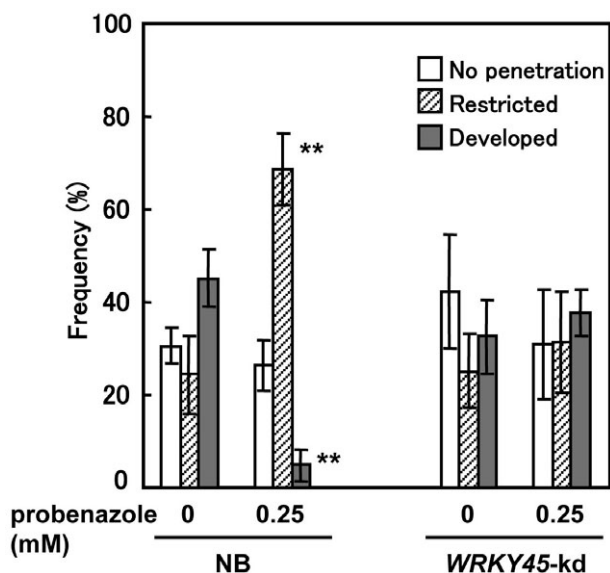 100
80
60
40
20
0
Frequency (%)
No penetration
Restricted
Developed
**
**
probenazole 0 0.25 0 0.25
(mM)
NB WRKY45-kd